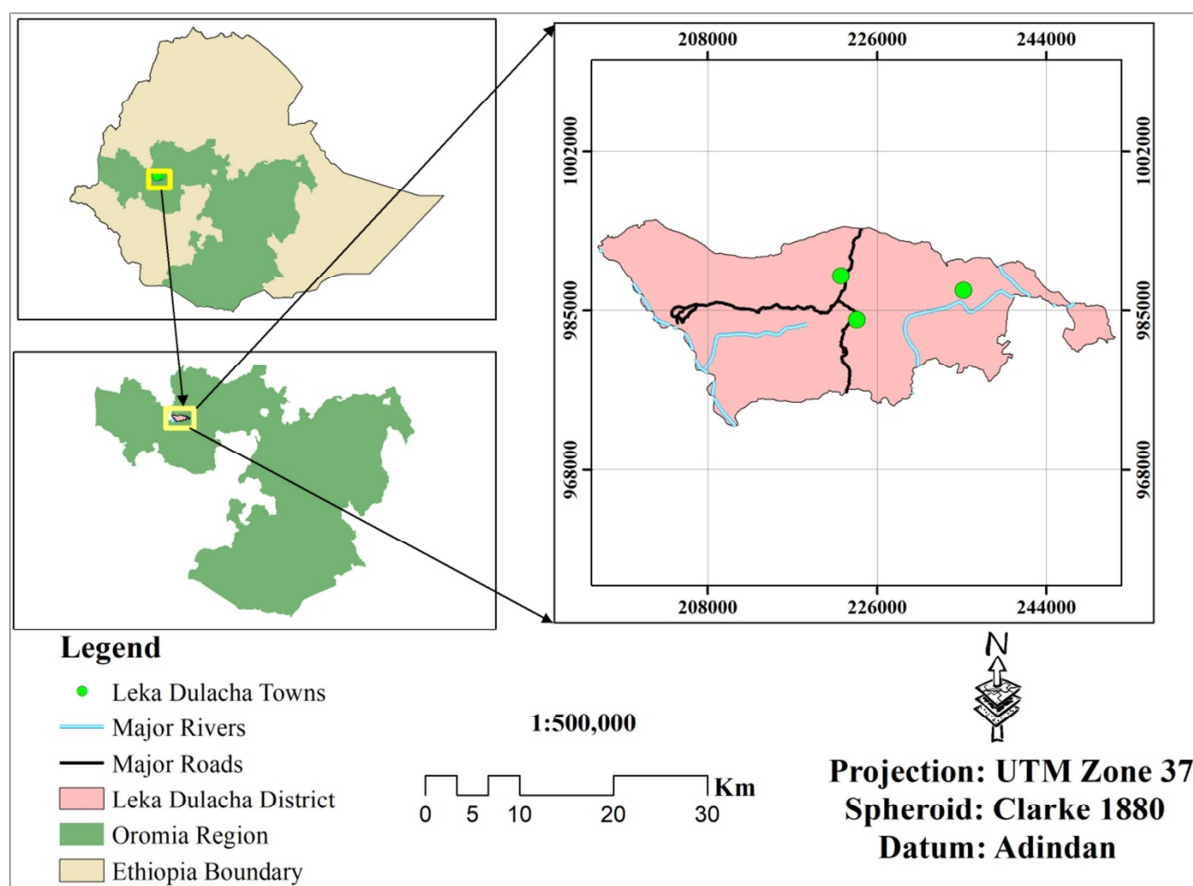 208000 226000 244000
1002000 1002000
985000 985000
968000 968000
208000 226000 244000
Legend
Leka Dulacha Towns
Major Rivers
Major Roads
Leka Dulacha District
Oromia Region
Ethiopia Boundary
1:500,000
Km
0 5 10 20 30
N
Projection: UTM Zone 37
Spheroid: Clarke 1880
Datum: Adindan